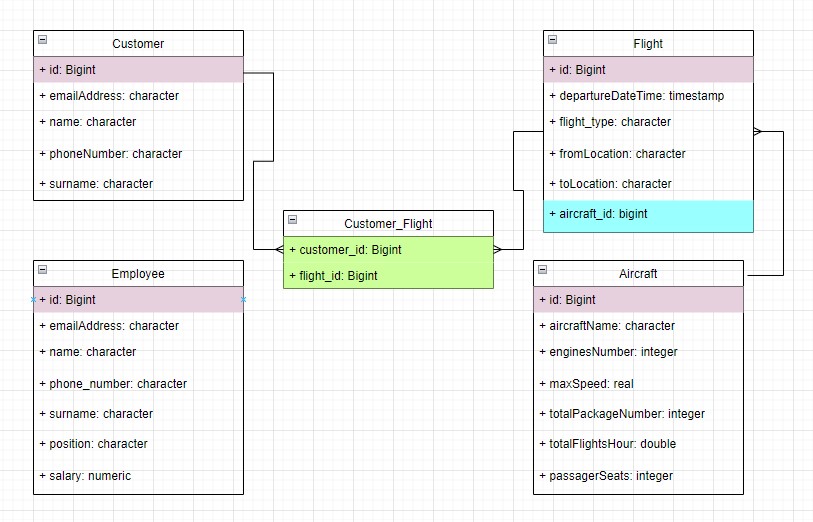 Customer
+ id: Bigint
+ emailAddress: character
+ name: character
+ phoneNumber: character
+ surname: character
Flight
+ id: Bigint
+ departureDateTime: timestamp
+ flight_type: character
+ fromLocation: character
+ toLocation: character
+ aircraft_id: bigint
Customer_Flight
+ customer_id: Bigint
+ flight_id: Bigint
Employee
+ id: Bigint
+ emailAddress: character
+ name: character
+ phone_number: character
+ surname: character
+ position: character
+ salary: numeric
Aircraft
+ id: Bigint
+ aircraftName: character
+ enginesNumber: integer
+ maxSpeed: real
+ totalPackageNumber: integer
+ totalFlightsHour: double
+ passagerSeats: integer